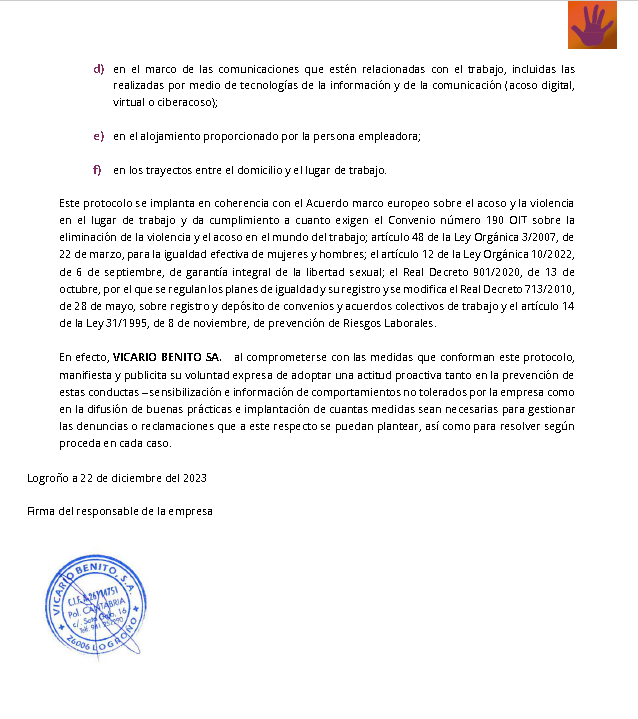 d) en el marco de las comunicaciones que estén relacionadas con el trabajo, incluidas las
realizadas por medio de tecnologías de la información y de la comunicación (acoso digital,
virtual o ciberacoso);
e) en el alojamiento proporcionado por la persona empleadora;
f) en los trayectos entre el domicilio y el lugar de trabajo.
Este protocolo se implanta en coherencia con el Acuerdo marco europeo sobre el acoso y la violencia
en el lugar de trabajo y da cumplimiento a cuanto exigen el Convenio número 190 OIT sobre la
eliminación de la violencia y el acoso en el mundo del trabajo; artículo 48 de la Ley Orgánica 3/2007, de
22 de marzo, para la igualdad efectiva de mujeres y hombres; el artículo 12 de la Ley Orgánica 10/2022,
de 6 de septiembre, de garantía integral de la libertad sexual; el Real Decreto 901/2020, de 13 de
octubre, por el que se regulan los planes de igualdad y su registro y se modifica el Real Decreto 713/2010,
de 28 de mayo, sobre registro y depósito de convenios y acuerdos colectivos de trabajo y el artículo 14
de la Ley 31/1995, de 8 de noviembre, de prevención de Riesgos Laborales.
En efecto, VICARIO BENITO SA. al comprometerse con las medidas que conforman este protocolo,
manifiesta y publicita su voluntad expresa de adoptar una actitud proactiva tanto en la prevención de
estas conductas –sensibilización e información de comportamientos no tolerados por la empresa como
en la difusión de buenas prácticas e implantación de cuantas medidas sean necesarias para gestionar
las denuncias o reclamaciones que a este respecto se puedan plantear, así como para resolver según
proceda en cada caso.
Logroño a 22 de diciembre del 2023
Firma del responsable de la empresa
VICARIO BENITO, S.A.
C.I.F.
Pol. CANTABRIA
c/. 16
26006 LOGROÑO